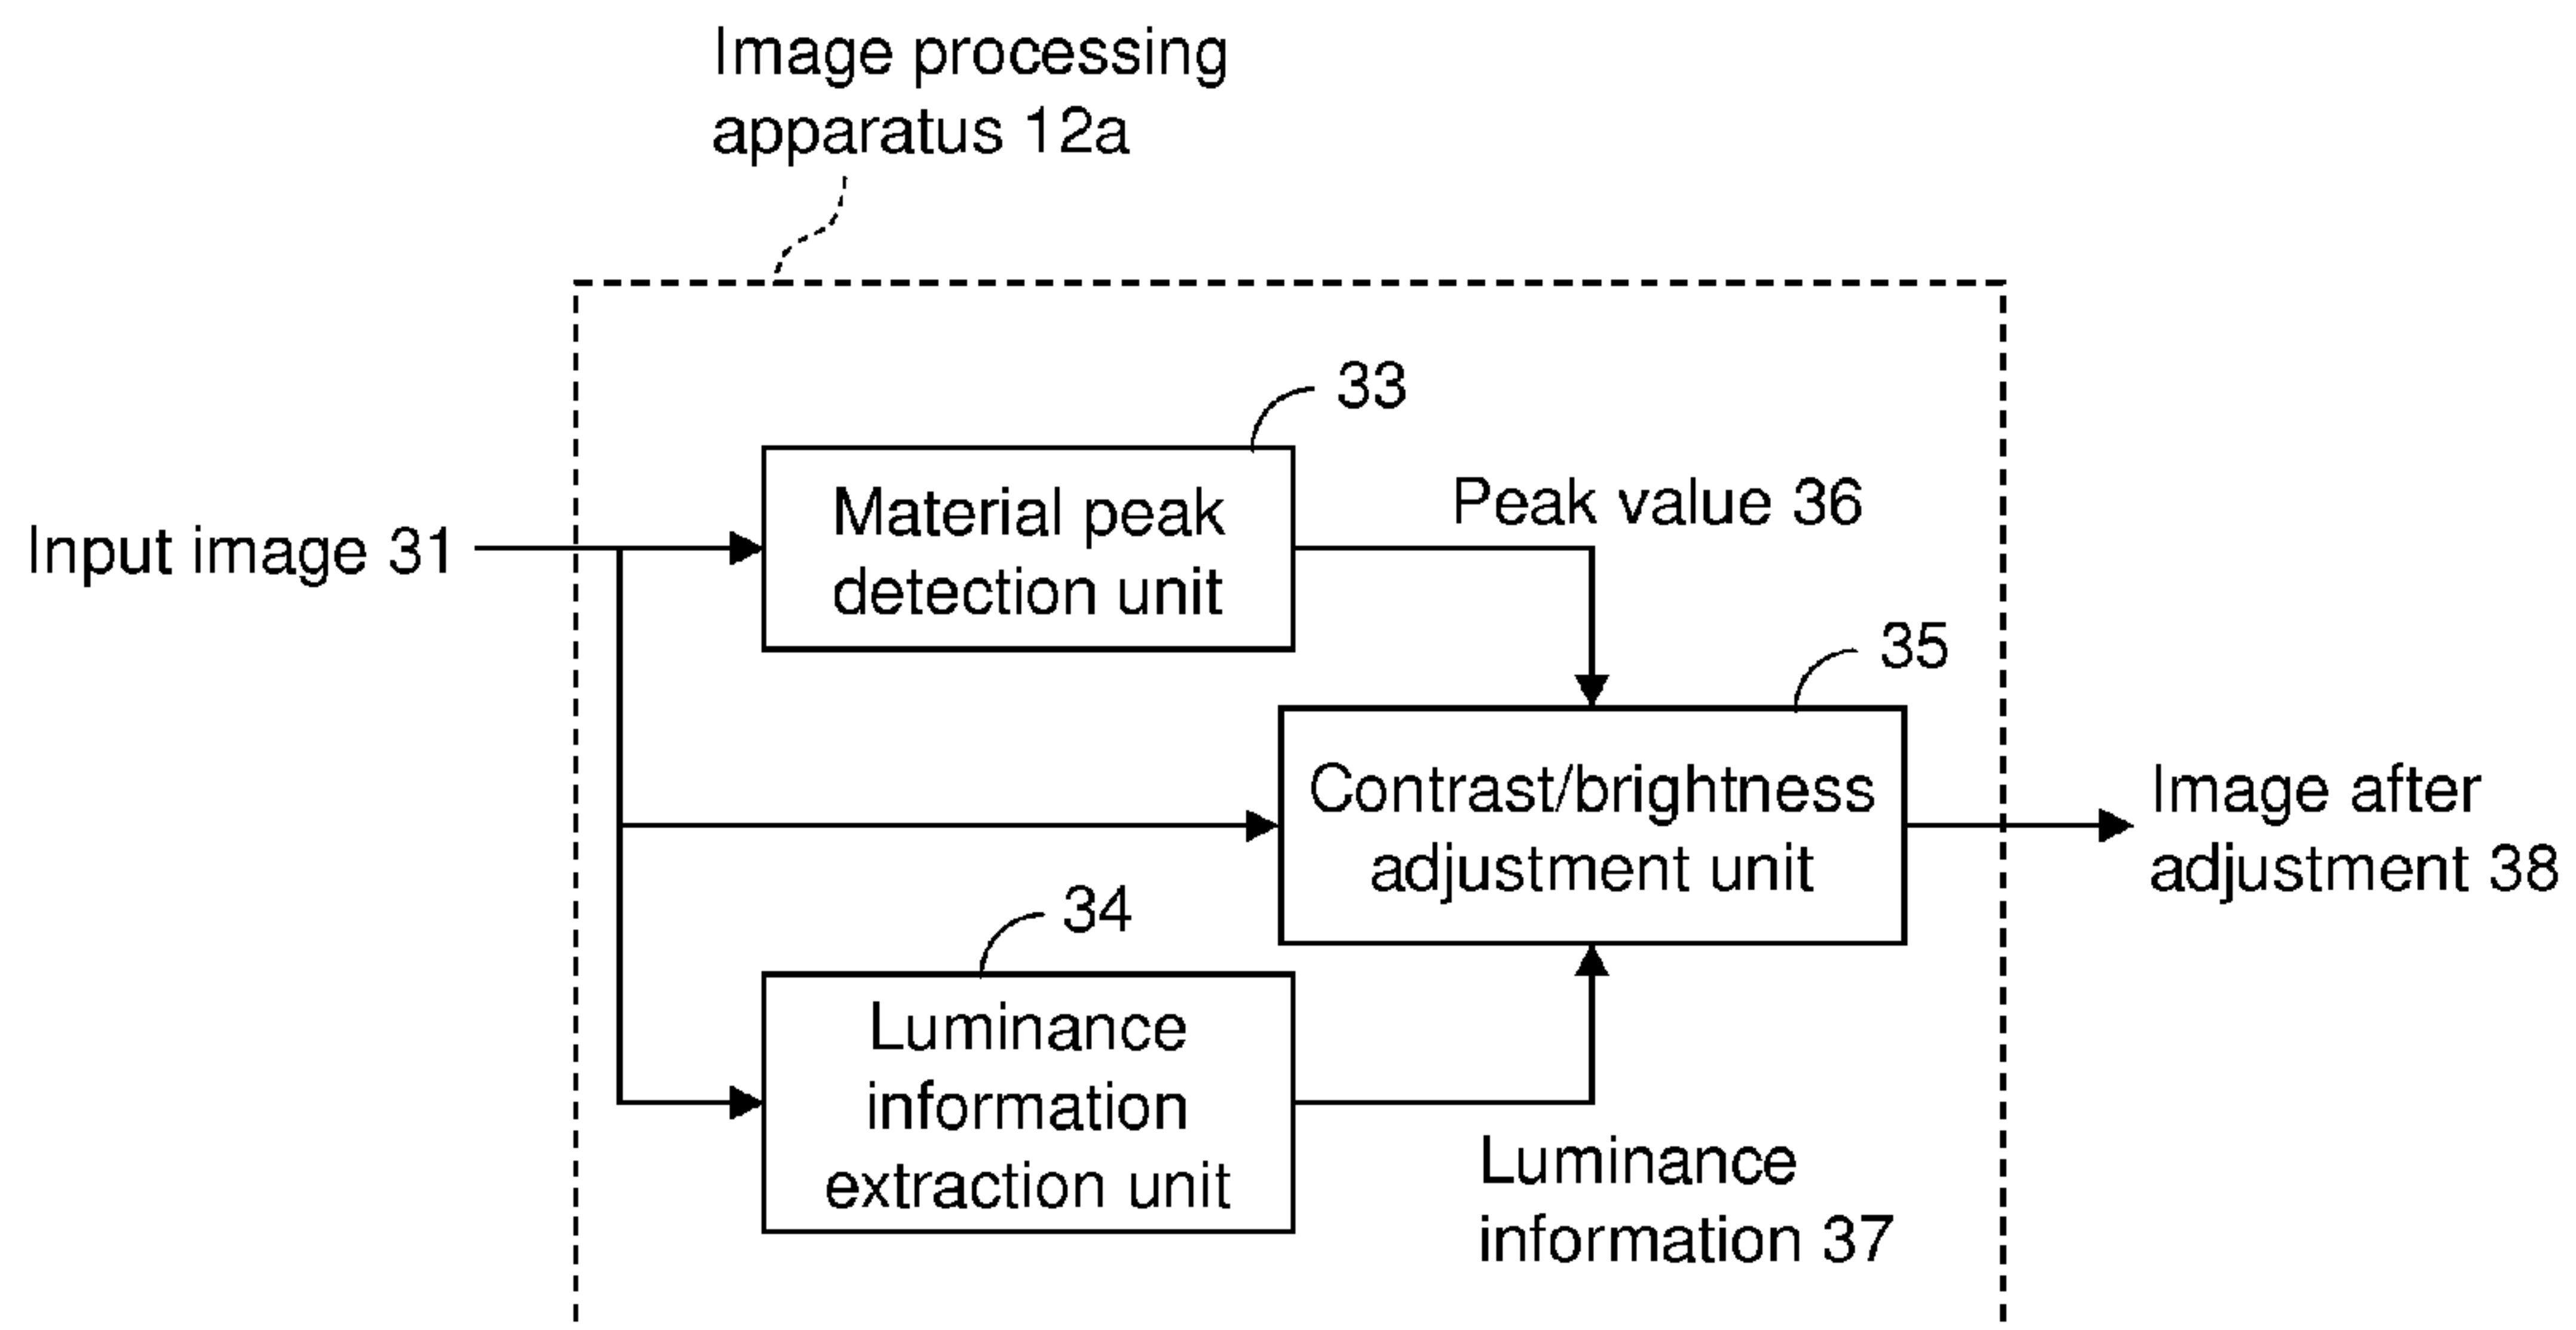 Image processing
apparatus 12a
33
Input image 31
Material peak
detection unit
Peak value 36
35
Contrast/brightness
adjustment unit
Image after
adjustment 38
34
Luminance
information
extraction unit
Luminance
information 37